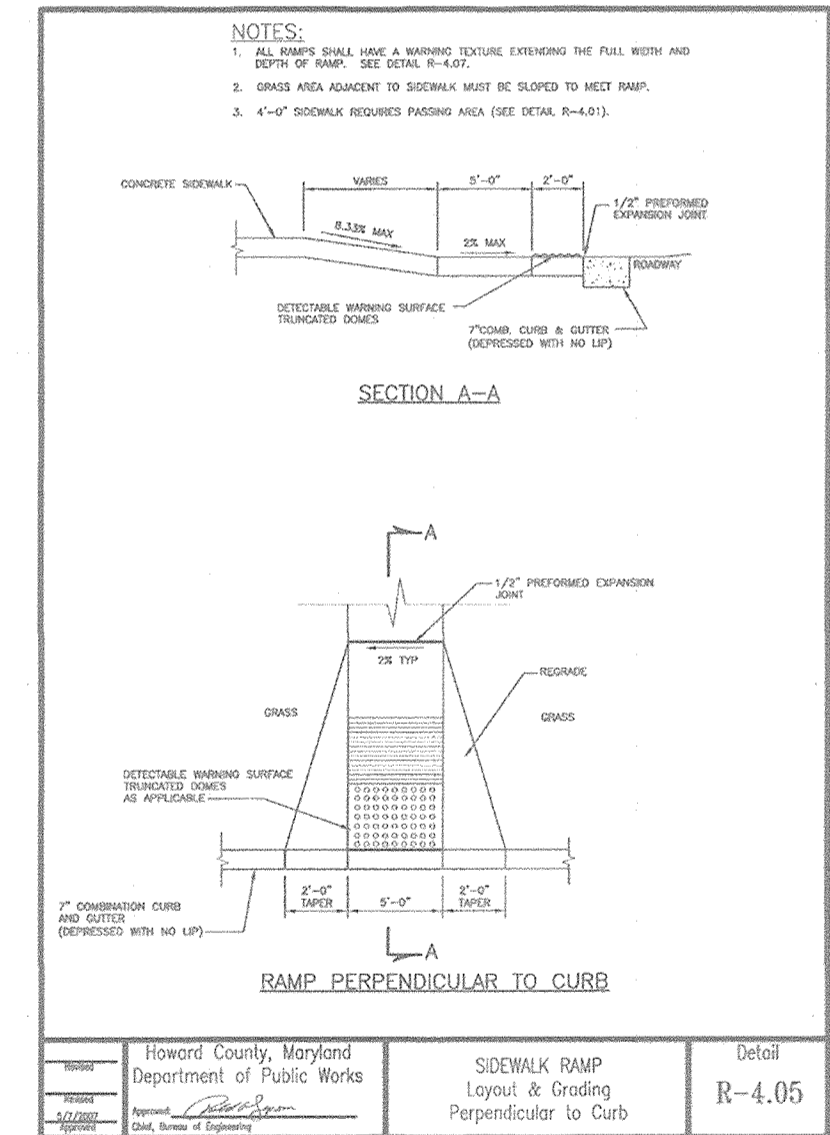 NOTES:
1. ALL RAMPS SHALL HAVE A WARNING TEXTURE EXTENDING THE FULL WIDTH AND
DEPTH OF RAMP. SEE DETAIL R-4.07.
2. GRASS AREA ADJACENT TO SIDEWALK MUST BE SLOPED TO MEET RAMP.
3. 4'-0" SIDEWALK REQUIRES PASSING AREA (SEE DETAIL R-4.01).
CONCRETE SIDEWALK
VARIES
5'-0"
2'-0"
1/2" PREFORMED
EXPANSION JOINT
8.33% MAX
2% MAX
ROADWAY
DETECTABLE WARNING SURFACE
TRUNCATED DOMES
7"COMB. CURB & GUTTER
(DEPRESSED WITH NO LIP)
SECTION A-A
A
1/2" PREFORMED EXPANSION
JOINT
2% TYP
REGRADE
GRASS
GRASS
DETECTABLE WARNING SURFACE
TRUNCATED DOMES
AS APPLICABLE
2'-0"
TAPER
5'-0"
2'-0"
TAPER
7" COMBINATION CURB
AND GUTTER
(DEPRESSED WITH NO LIP)
A
RAMP PERPENDICULAR TO CURB
Revised
Revised
5/7/2007
Approved
Howard County, Maryland
Department of Public Works
Approved:
Chief, Bureau of Engineering
SIDEWALK RAMP
Layout & Grading
Perpendicular to Curb
Detail
R-4.05